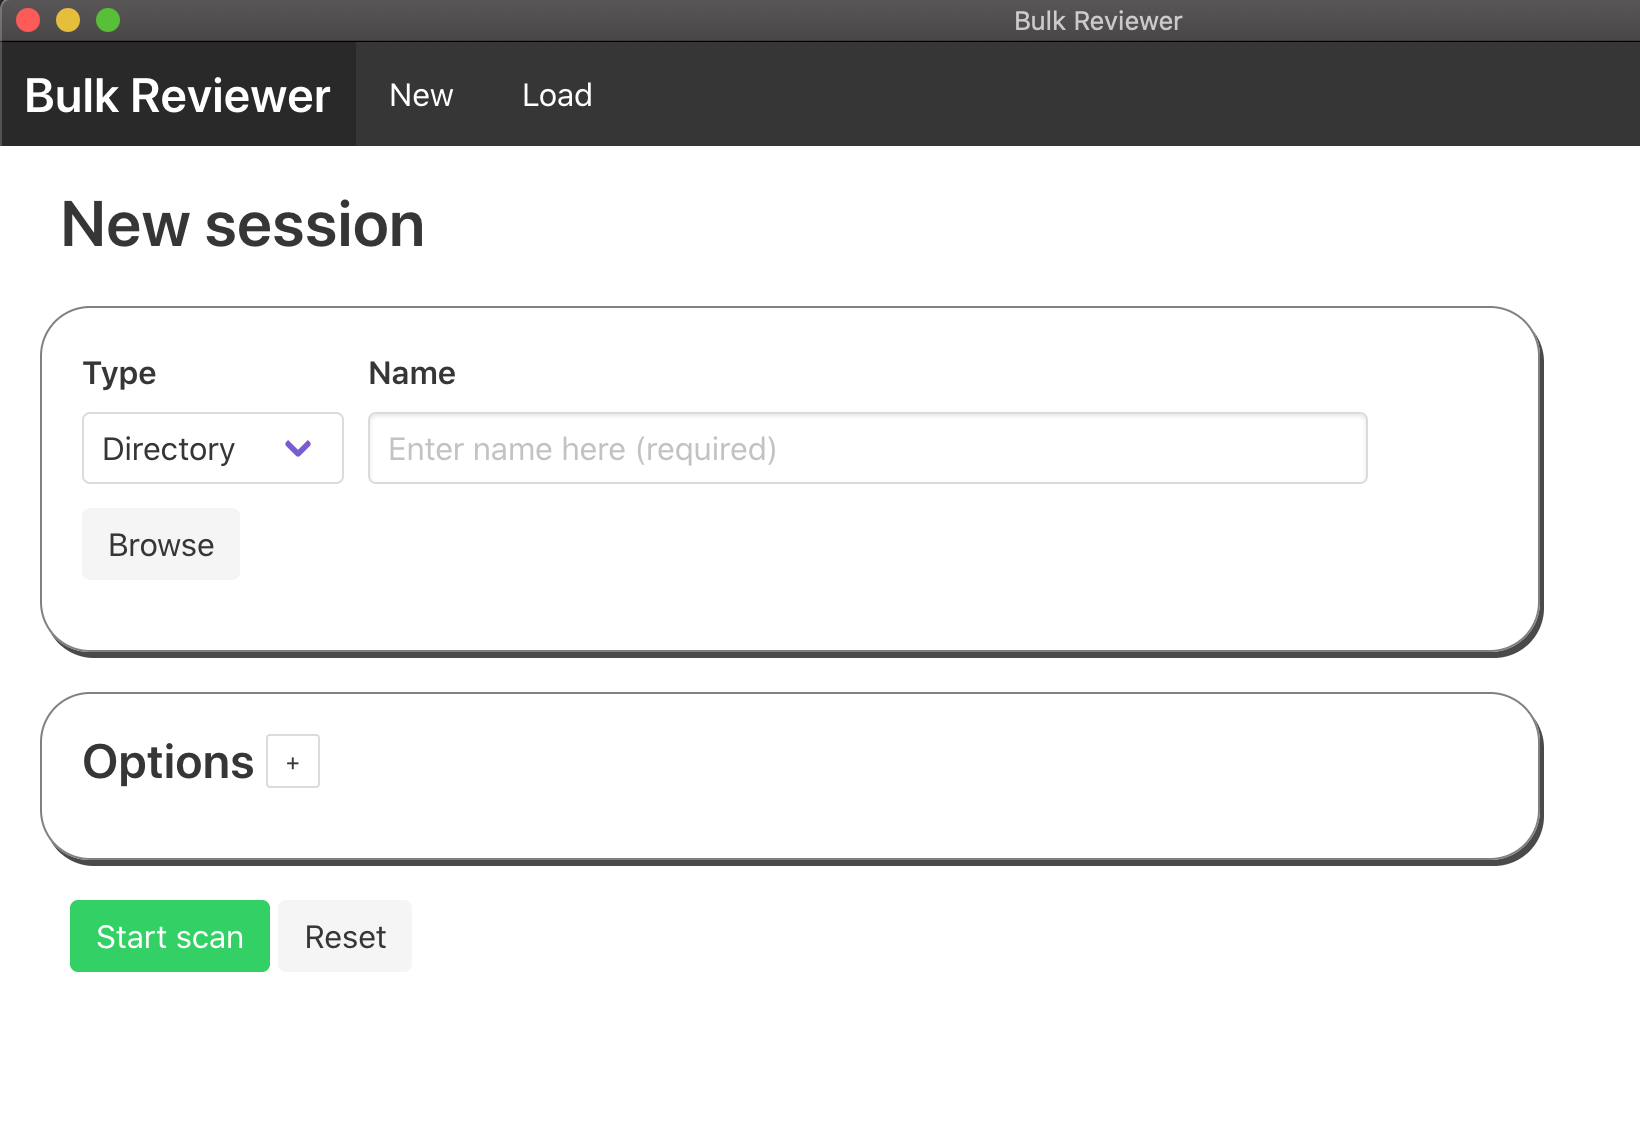 Bulk Reviewer
Bulk Reviewer New Load
New session
Type Name
Directory Enter name here (required)
Browse
Options +
Start scan Reset